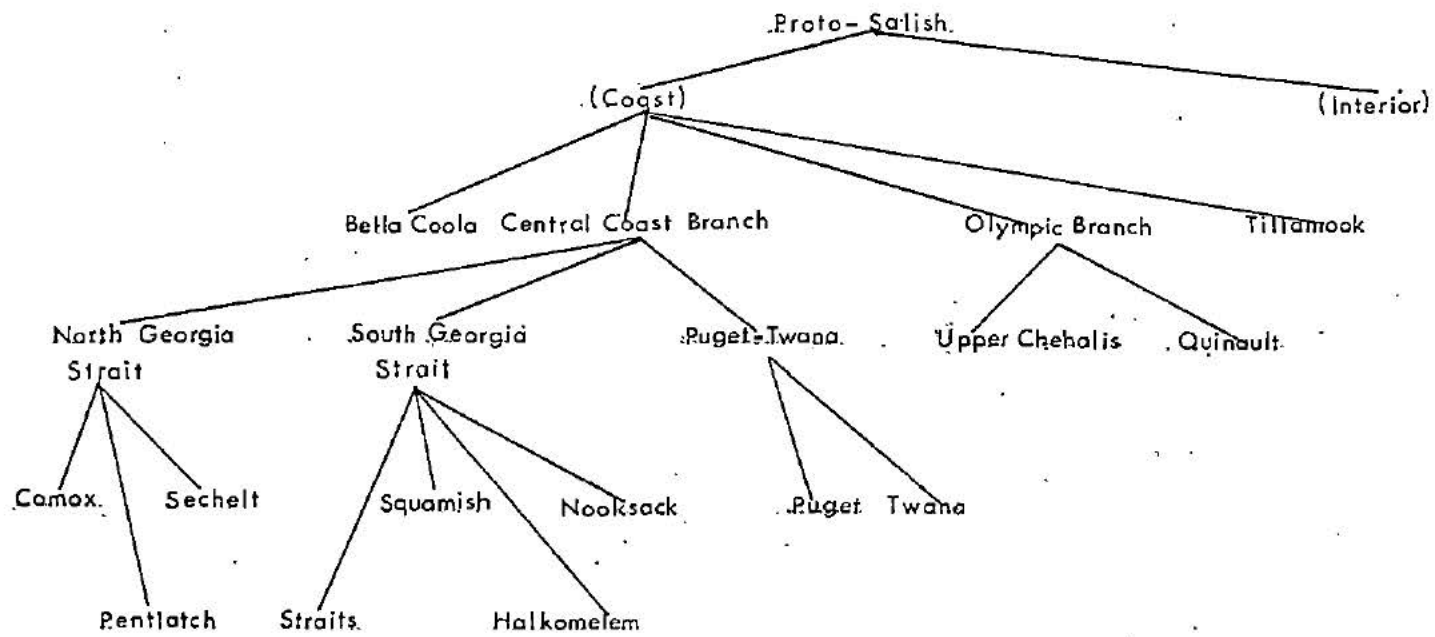 Proto-Salish
(Coast) (Interior)
Bella Coola Central Coast Branch Olympic Branch Tillamook
North Georgia South Georgia Puget-Twana Upper Chehalis Quinault
Strait Strait
Comox Sechelt Squamish Nooksack Puget Twana
Pentlatch Straits Halkomelem